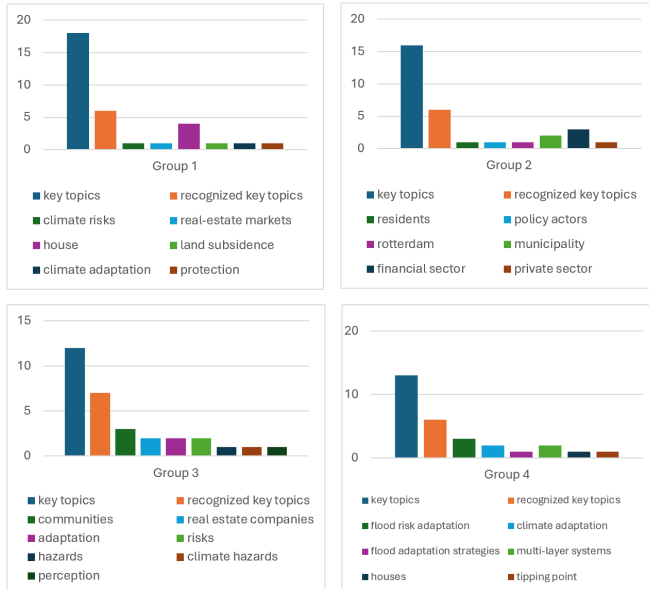 20
15
10
5
0
Group 1
key topics recognized key topics
climate risks real-estate markets
house land subsidence
climate adaptation protection
20
15
10
5
0
Group 2
key topics recognized key topics
residents policy actors
rotterdam municipality
financial sector private sector
15
10
5
0
Group 3
key topics recognized key topics
communities real estate companies
adaptation risks
hazards climate hazards
perception
20
10
0
Group 4
key topics recognized key topics
flood risk adaptation climate adaptation
flood adaptation strategies multi-layer systems
houses tipping point